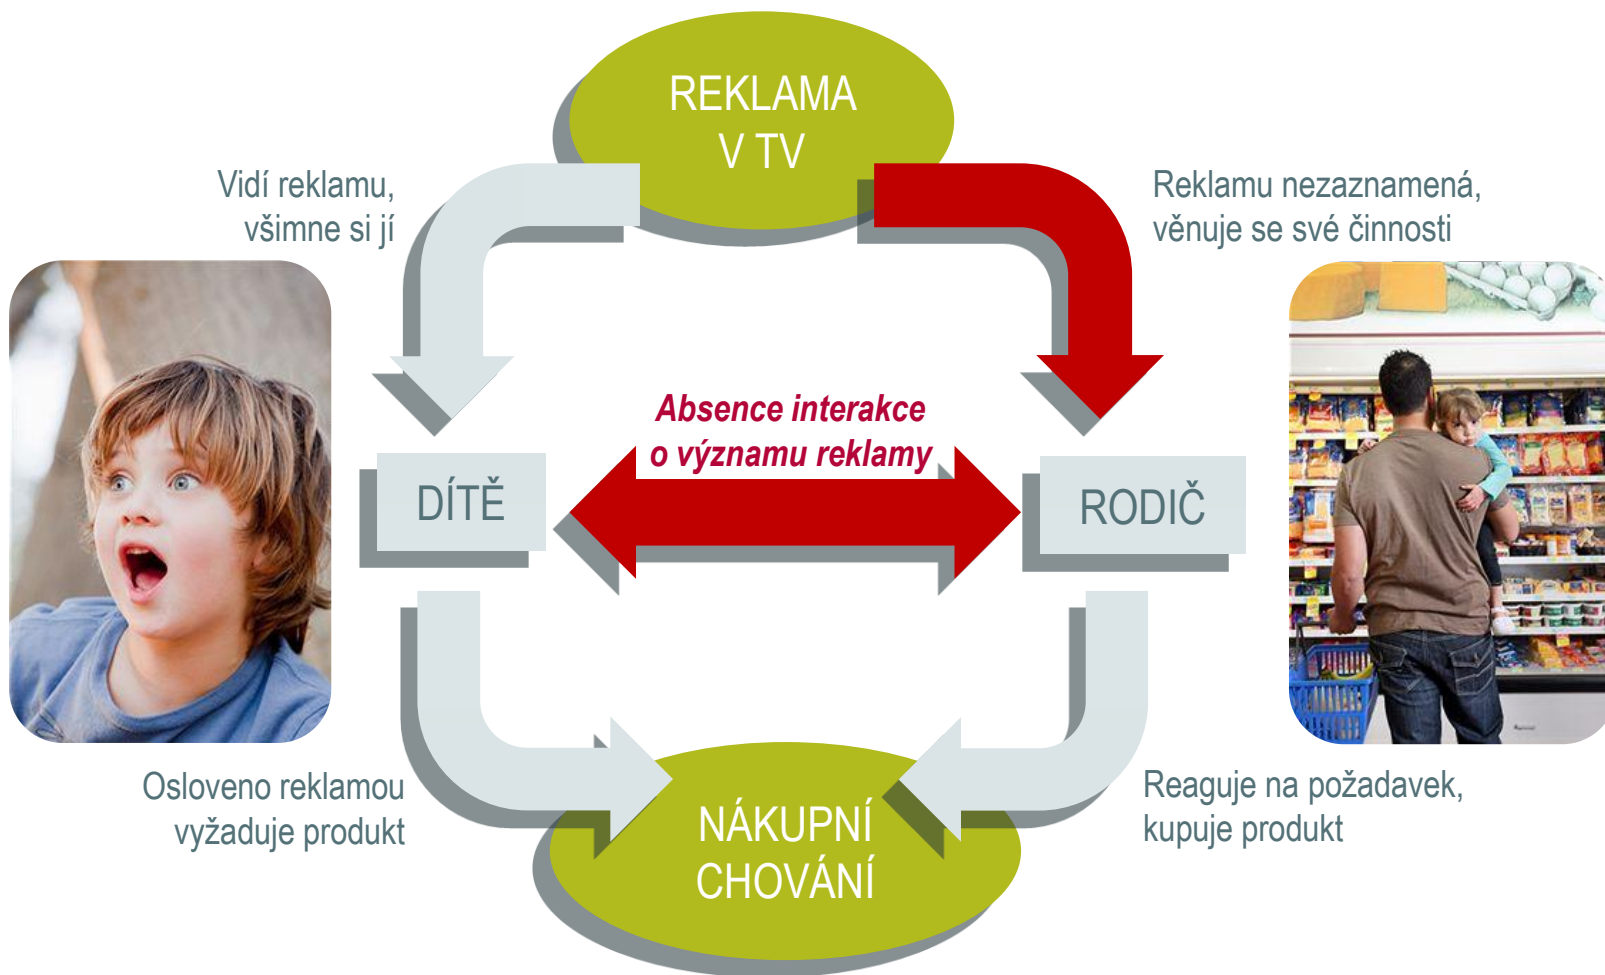 REKLAMA
V TV
Vidí reklamu,
všimne si jí
Reklamu nezaznamená,
věnuje se své činnosti
Absence interakce
o významu reklamy
DÍTĚ
RODIČ
Osloveno reklamou
vyžaduje produkt
Reaguje na požadavek,
kupuje produkt
NÁKUPNÍ
CHOVÁNÍ